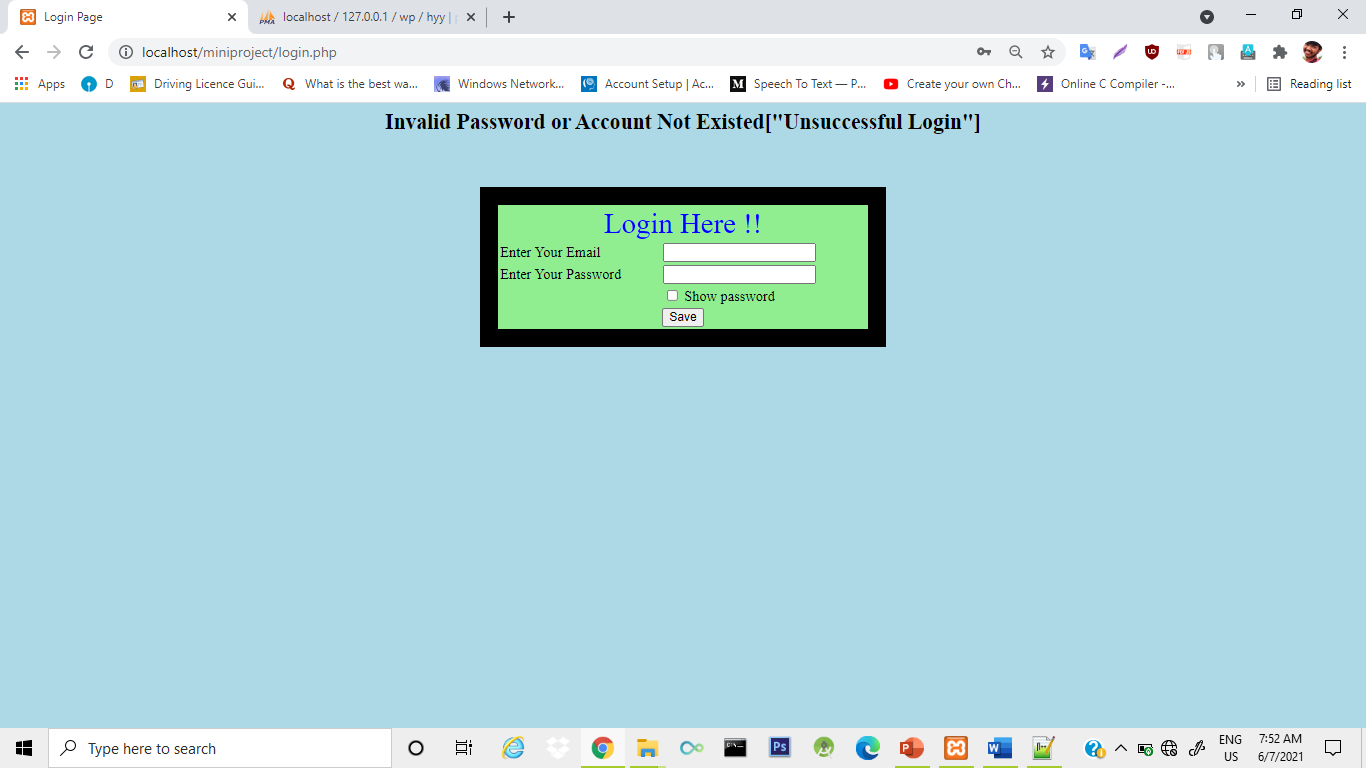 Login Page
localhost / 127.0.0.1 / wp / hyy |
localhost/miniproject/login.php
Apps
D
Driving Licence Gui...
What is the best wa...
Windows Network...
Account Setup | Ac...
Speech To Text — P...
Create your own Ch...
Online C Compiler -...
»
Reading list
Invalid Password or Account Not Existed["Unsuccessful Login"]
Login Here !!
Enter Your Email
Enter Your Password
Show password
Save
Type here to search
ENG
US
7:52 AM
6/7/2021